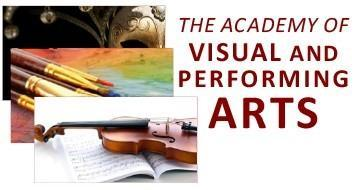 THE ACADEMY OF
VISUAL AND
PERFORMING
ARTS